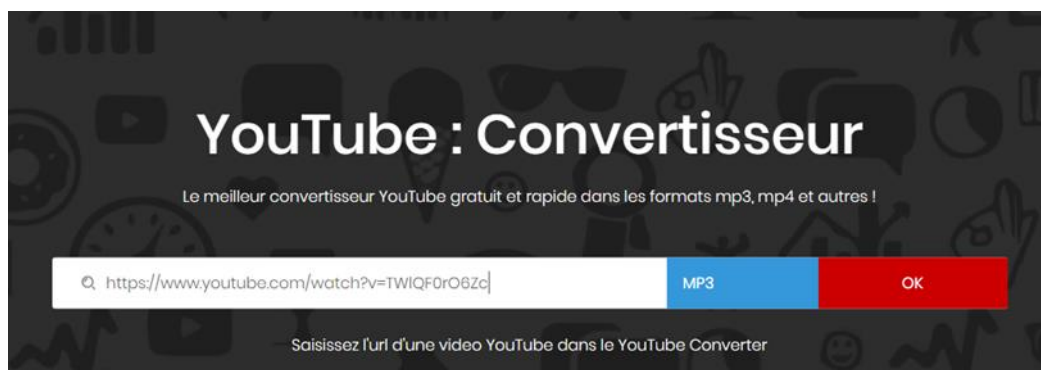 YouTube : Convertisseur
Le meilleur convertisseur YouTube gratuit et rapide dans les formats mp3, mp4 et autres !
https://www.youtube.com/watch?v=TWlQF0rO6Zc MP3 OK
Saisissez l'url d'une video YouTube dans le YouTube Converter